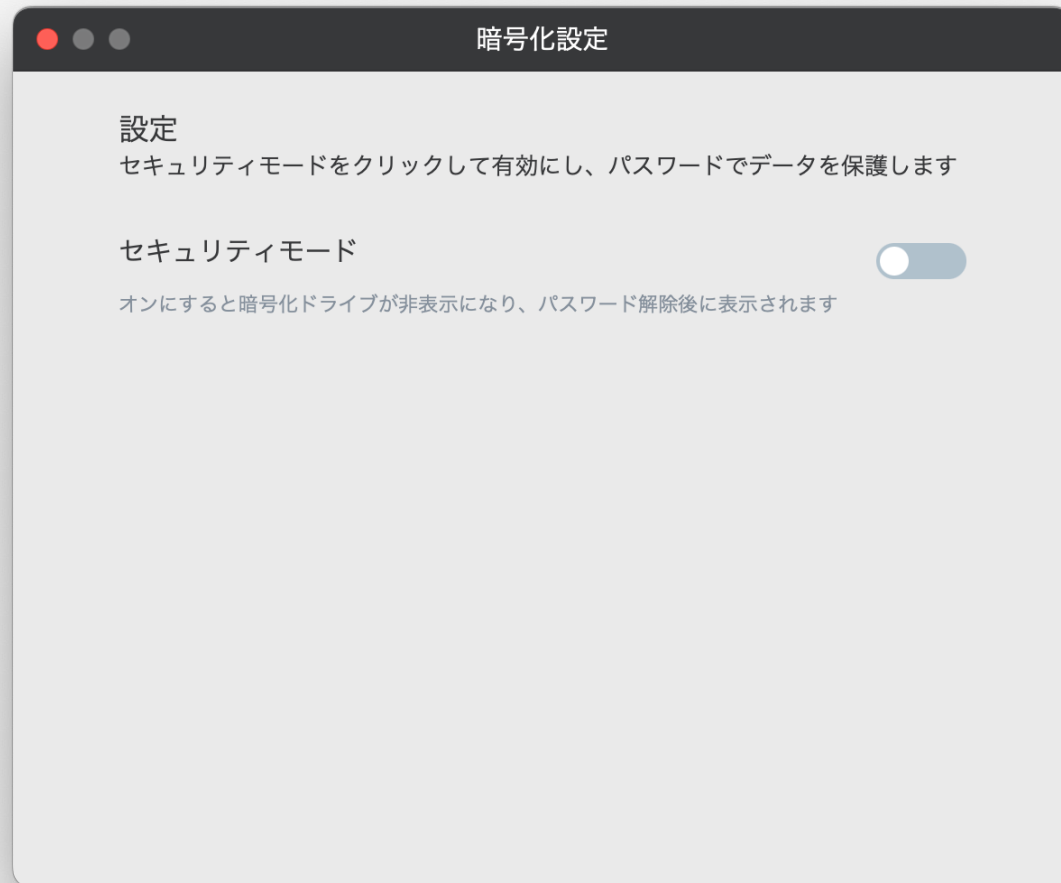 暗号化設定
設定
セキュリティモードをクリックして有効にし、パスワードでデータを保護します
セキュリティモード
オンにすると暗号化ドライブが非表示になり、パスワード解除後に表示されます